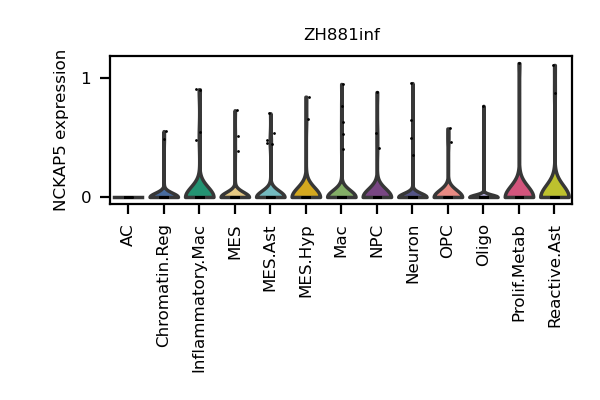 ZH881inf
NCKAP5 expression
1
0
AC
Chromatin.Reg
Inflammatory.Mac
MES
MES.Ast
MES.Hyp
Mac
NPC
Neuron
OPC
Oligo
Prolif.Metab
Reactive.Ast